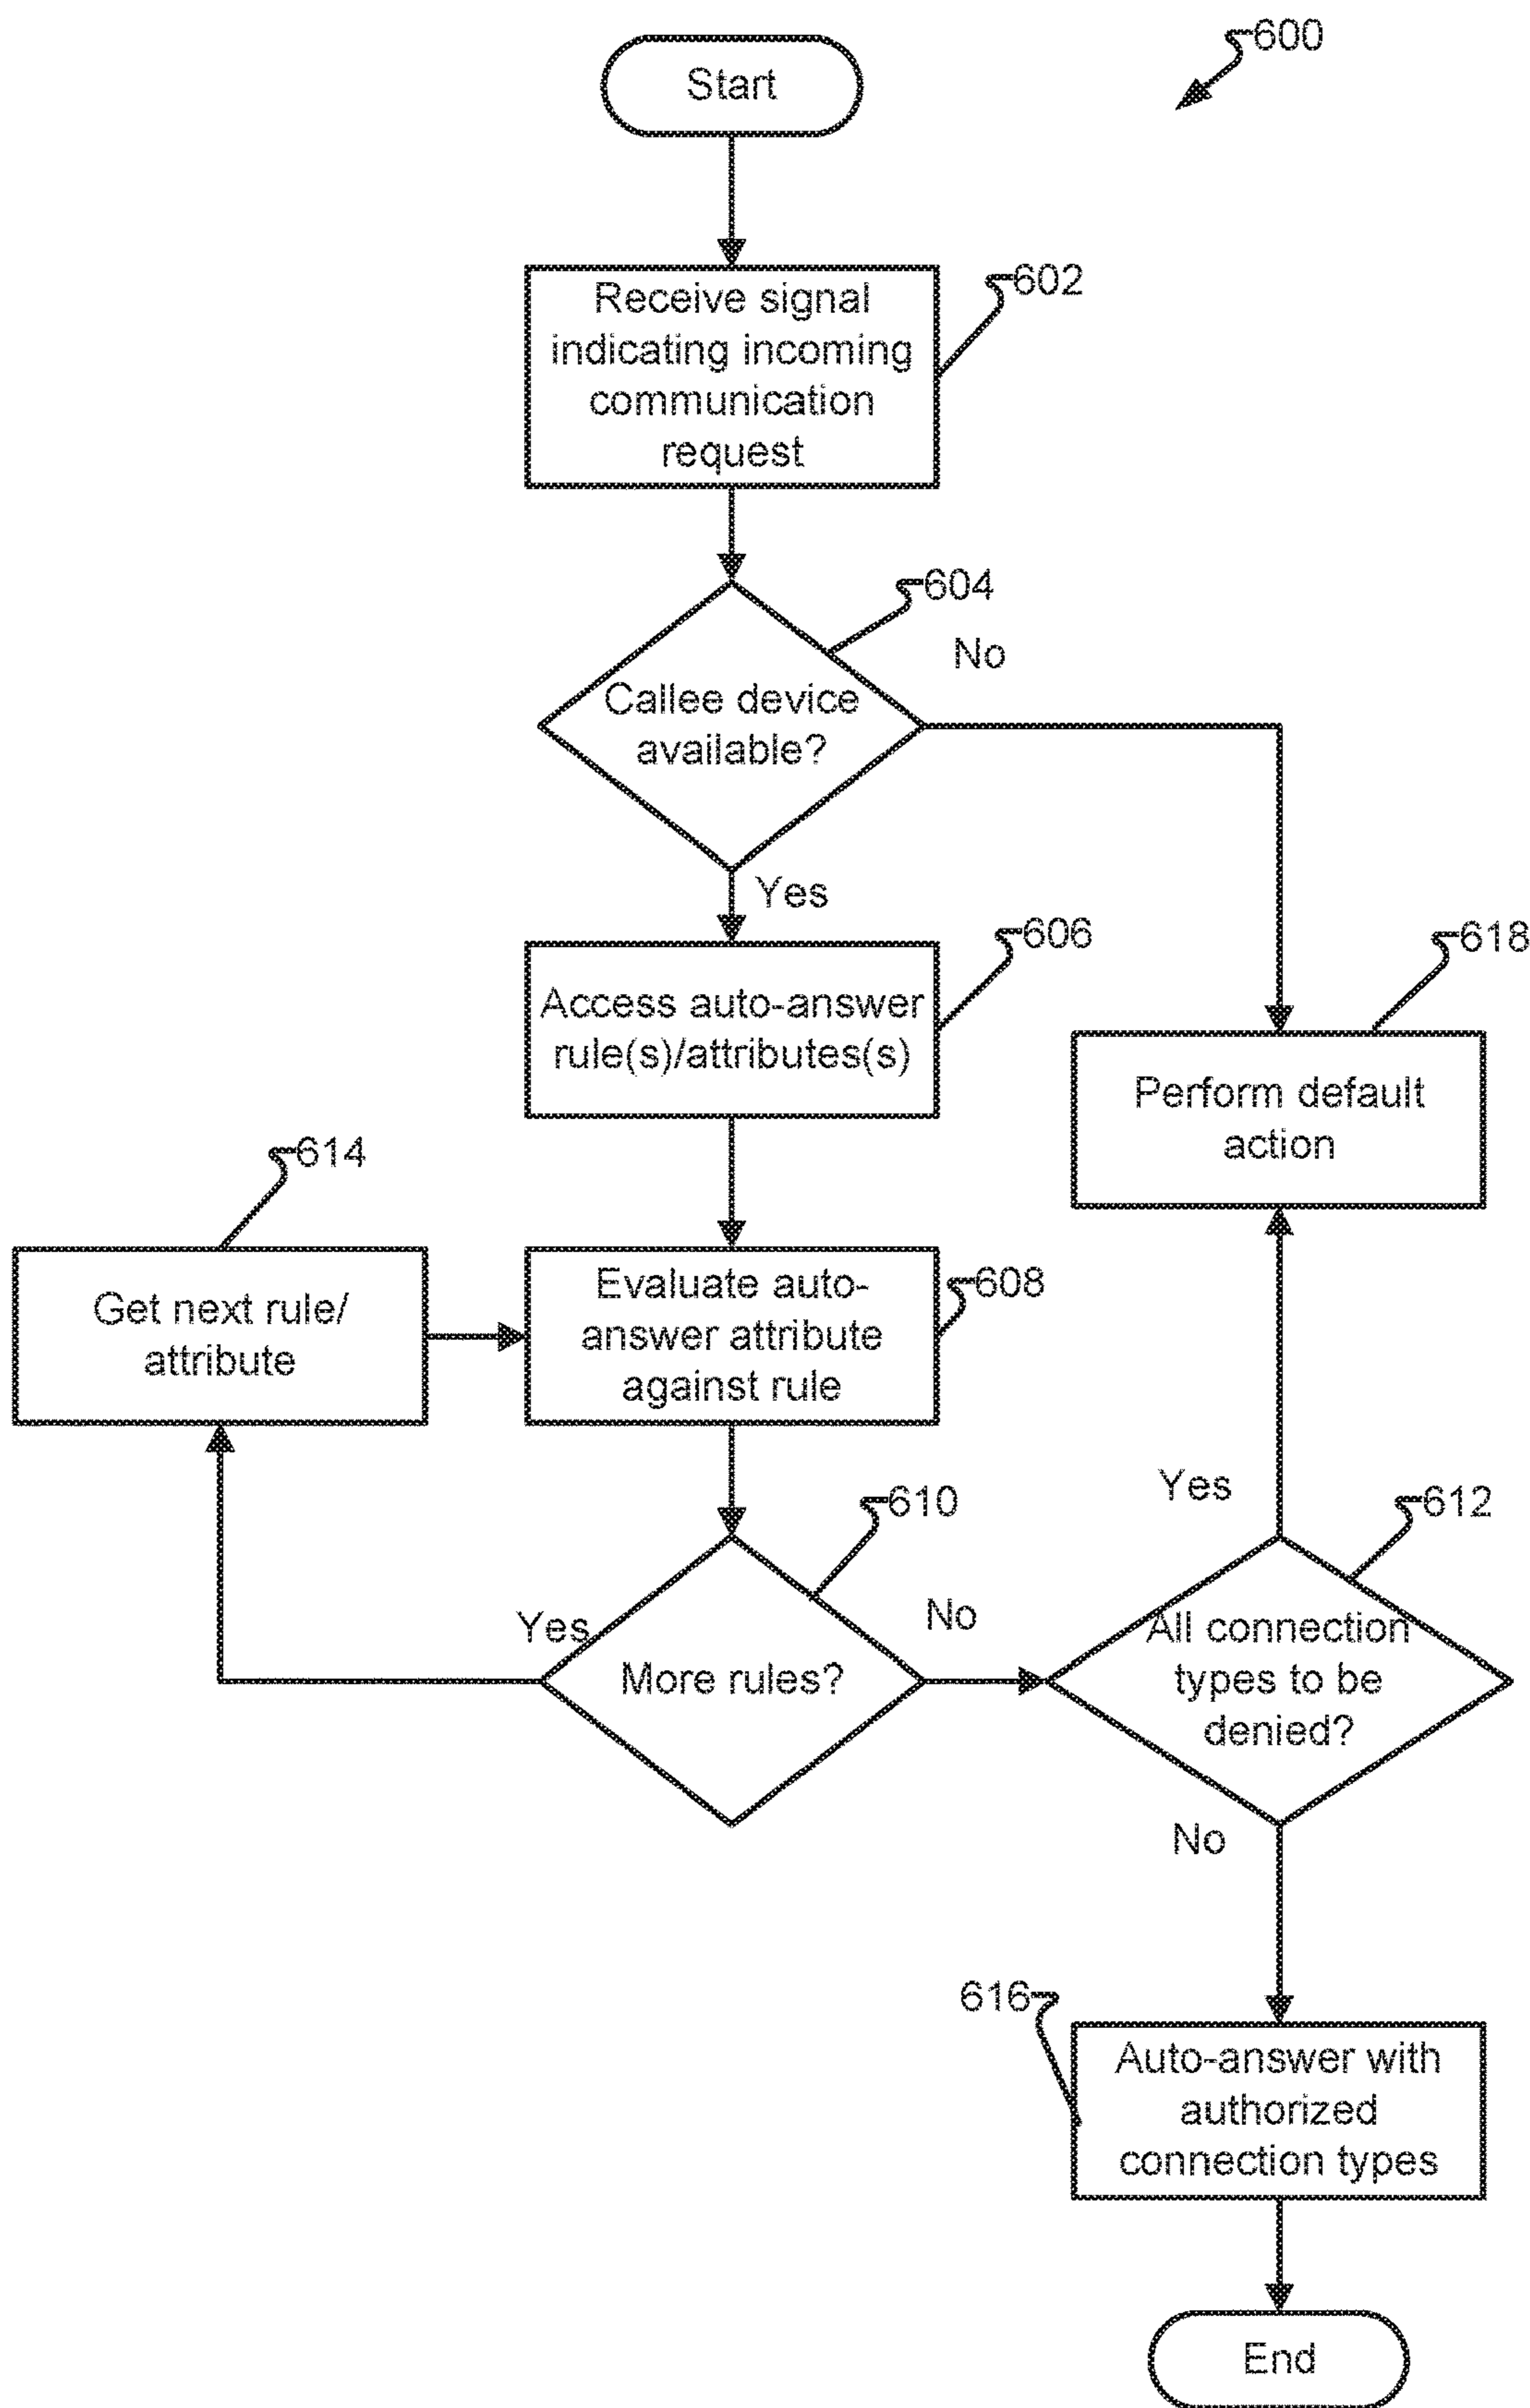 600
Start
602
Receive signal
indicating incoming
communication
request
604
No
Callee device
available?
Yes
606
618
Access auto-answer
rule(s)/attributes(s)
Perform default
action
614
Get next rule/
attribute
608
Evaluate auto-
answer attribute
against rule
610
Yes
612
Yes
No
More rules?
All connection
types to be
denied?
No
616
Auto-answer with
authorized
connection types
End